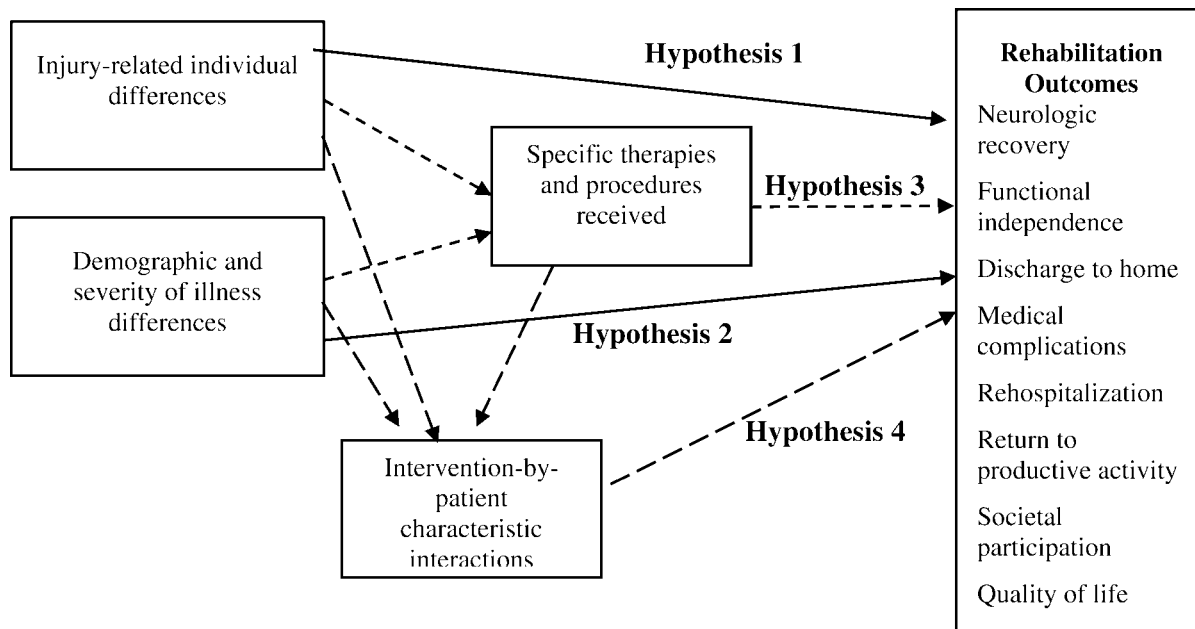 Injury-related individual
differences
Hypothesis 1
Specific therapies
and procedures
received
Hypothesis 3
Demographic and
severity of illness
differences
Hypothesis 2
Intervention-by-
patient
characteristic
interactions
Hypothesis 4
Rehabilitation
Outcomes
Neurologic
recovery
Functional
independence
Discharge to home
Medical
complications
Rehospitalization
Return to
productive activity
Societal
participation
Quality of life